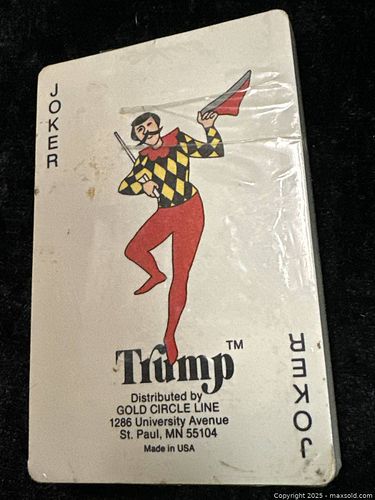 JOKER
Trump™
Distributed by
GOLD CIRCLE LINE
1286 University Avenue
St. Paul, MN 55104
Made in USA
JOKER
Copyright 2025 - maxsold.com